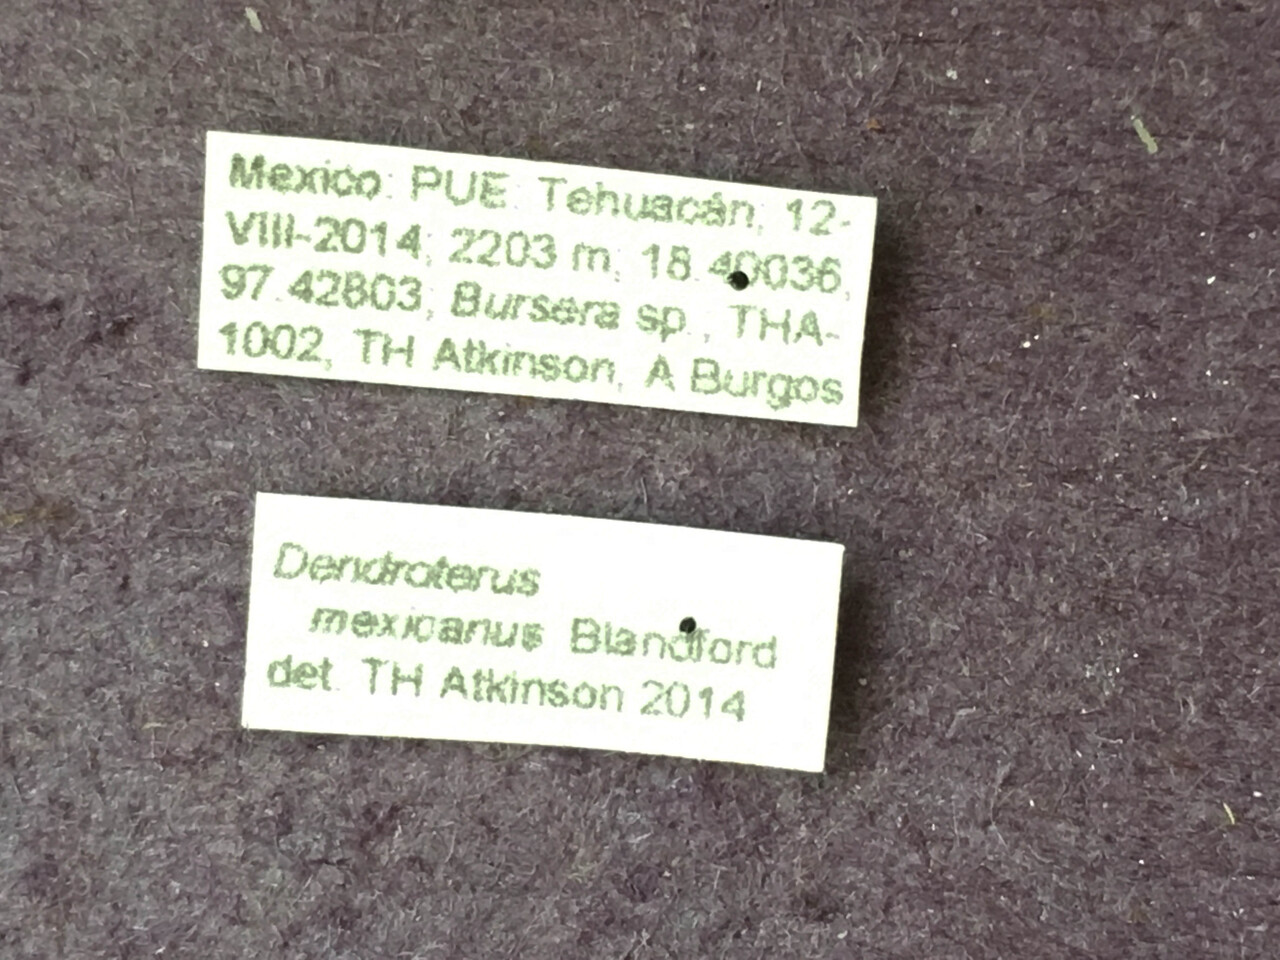 Mexico: PUE: Tehuacán, 12-
VIII-2014; 2203 m; 18.40036,
97.42803; Bursera sp., THA-
1002, TH Atkinson, A Burgos
Dendroterus
mexicanus Blandford
det. TH Atkinson 2014